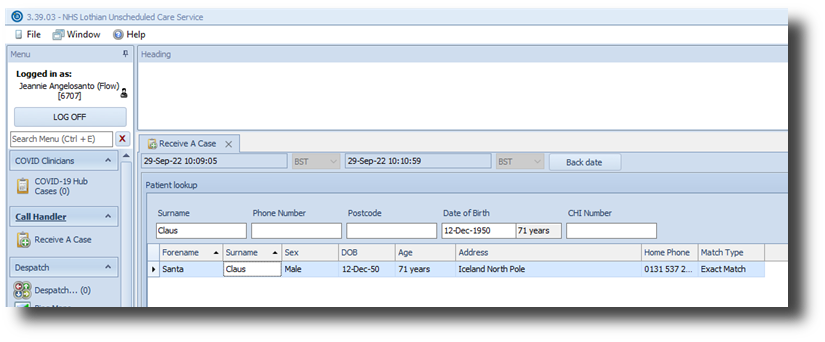 3.39.03 - NHS Lothian Unscheduled Care Service
File Window Help
Menu
Heading
Logged in as:
Jeannie Angelosanto (Flow)
[6707]
LOG OFF
Search Menu (Ctrl + E) X
Receive A Case
29-Sep-22 10:09:05 BST 29-Sep-22 10:10:59 BST Back date
COVID Clinicians
COVID-19 Hub
Cases (0)
Call Handler
Receive A Case
Despatch
Despatch... (0)
Patient lookup
Surname Phone Number Postcode Date of Birth CHI Number
Claus 12-Dec-1950 71 years
Forename Surname Sex DOB Age Address Home Phone Match Type
Santa Claus Male 12-Dec-50 71 years Iceland North Pole 0131 537 2... Exact Match